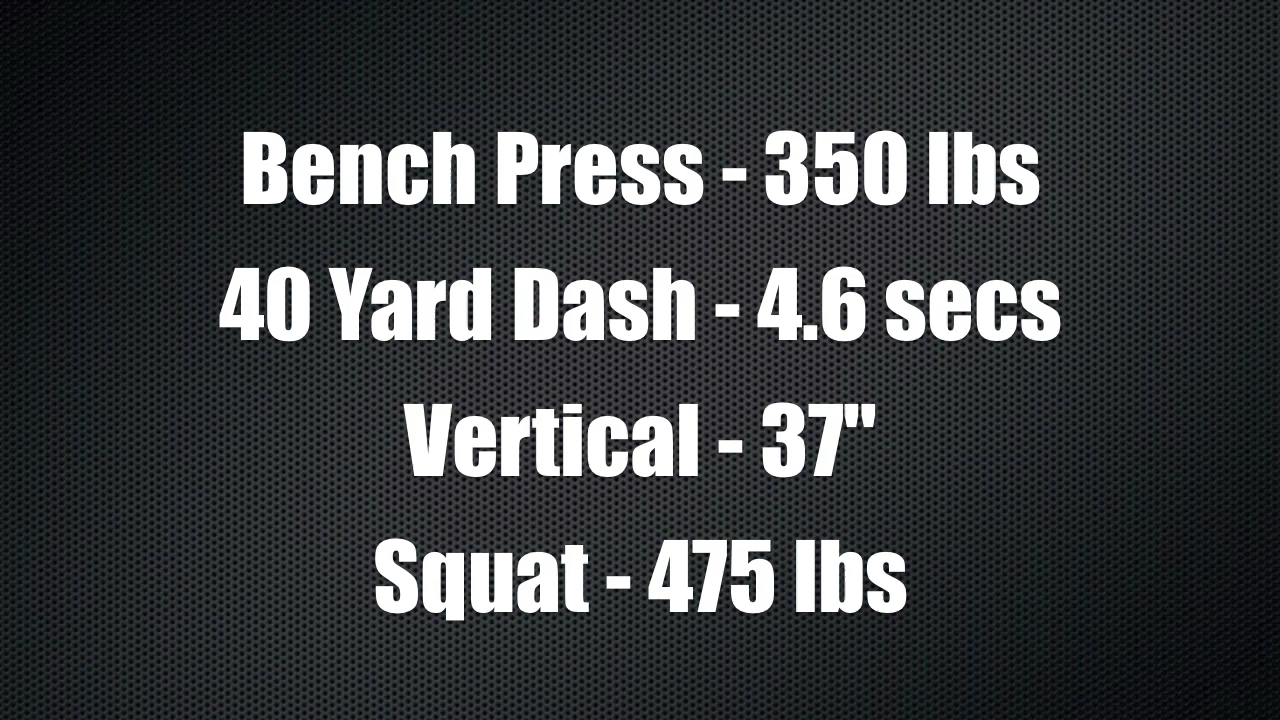 Bench Press - 350 lbs
40 Yard Dash - 4.6 secs
Vertical - 37"
Squat - 475 lbs